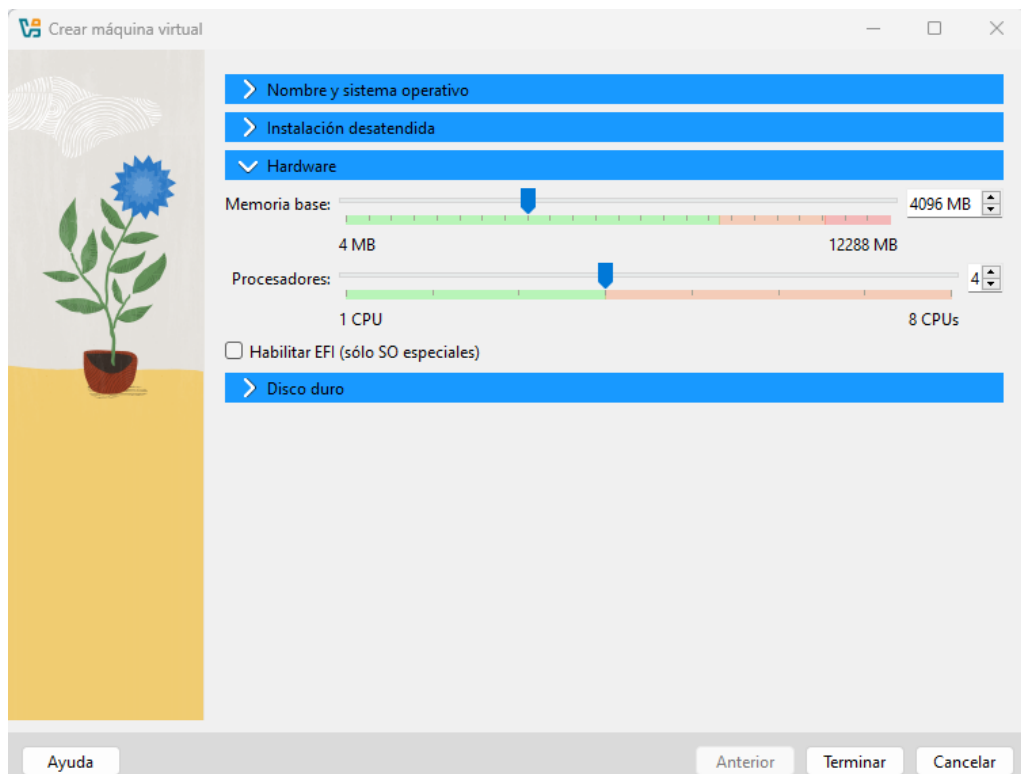 Crear máquina virtual
Nombre y sistema operativo
Instalación desatendida
Hardware
Memoria base: 4096 MB
4 MB 12288 MB
Procesadores: 4
1 CPU 8 CPUs
Habilitar EFI (sólo SO especiales)
Disco duro
Ayuda Anterior Terminar Cancelar